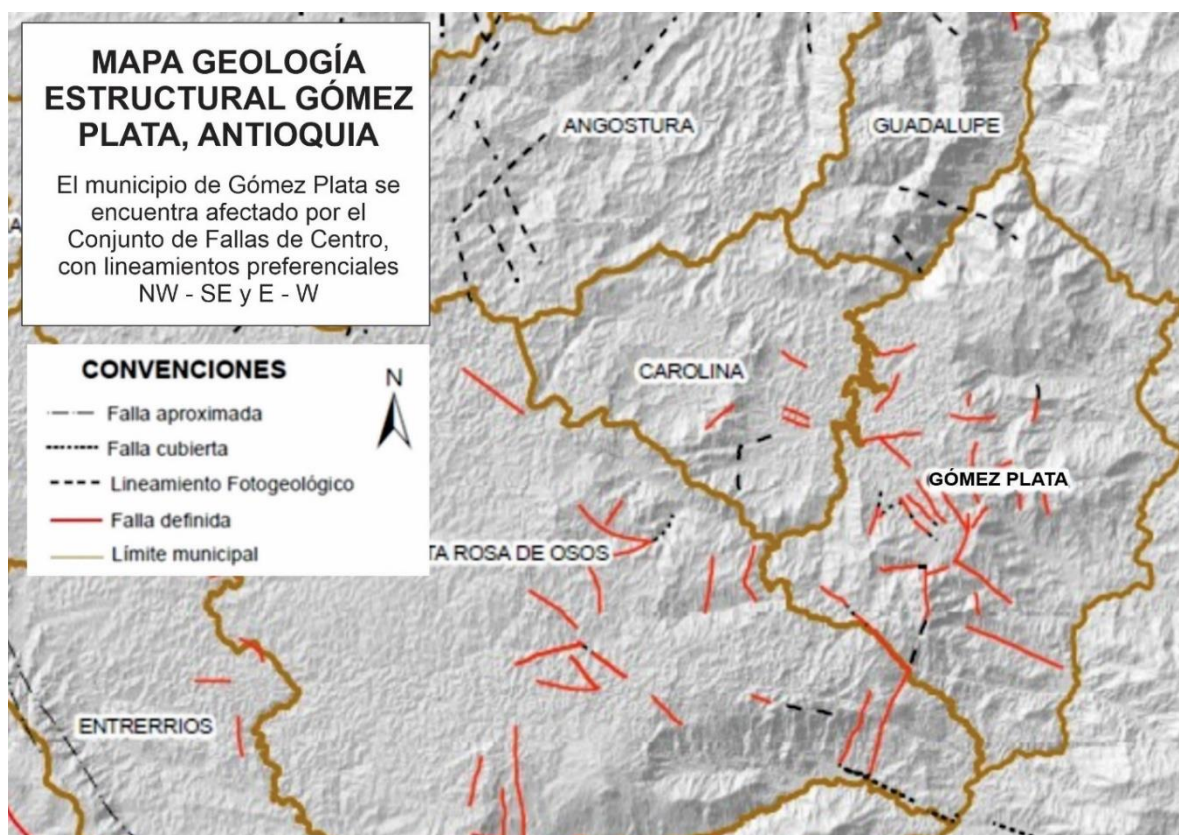 MAPA GEOLOGÍA
ESTRUCTURAL GÓMEZ
PLATA, ANTIOQUIA
El municipio de Gómez Plata se
encuentra afectado por el
Conjunto de Fallas de Centro,
con lineamientos preferenciales
NW - SE y E - W
CONVENCIONES
N
Falla aproximada
Falla cubierta
Lineamiento Fotogeológico
Falla definida
Límite municipal
ANGOSTURA
GUADALUPE
CAROLINA
GÓMEZ PLATA
TA ROSA DE OSOS
ENTRERRIOS